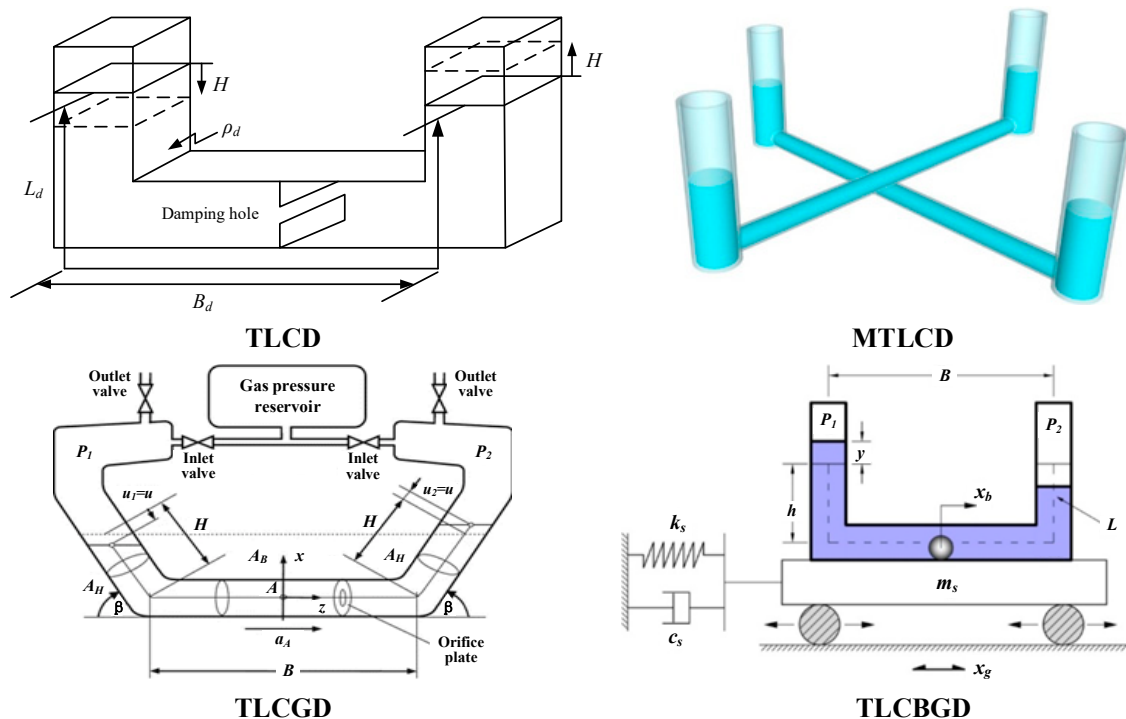 H
H
ρd
Ld
Damping hole
Bd
TLCD
MTLCD
Outlet
valve
Gas pressure
reservoir
Outlet
valve
P1
P2
Inlet
valve
Inlet
valve
u1=u
u2=u
H
H
AB
x
AH
AH
A
z
β
β
aA
Orifice
plate
B
TLCGD
B
P1
P2
y
h
xb
L
ks
ms
cs
xg
TLCBGD